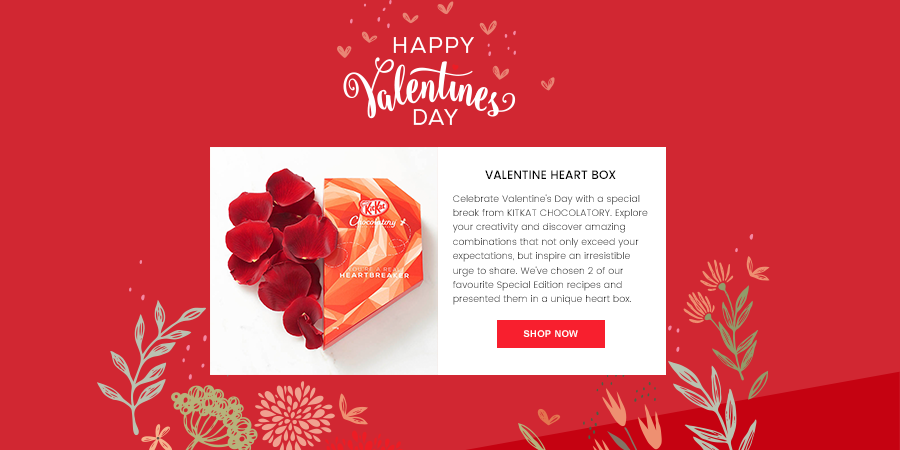 HAPPY
Valentines
DAY
KitKat
Chocolatory
YOU'RE A REAL
HEARTBREAKER
VALENTINE HEART BOX
Celebrate Valentine's Day with a special
break from KITKAT CHOCOLATORY. Explore
your creativity and discover amazing
combinations that not only exceed your
expectations, but inspire an irresistible
urge to share. We've chosen 2 of our
favourite Special Edition recipes and
presented them in a unique heart box.
SHOP NOW